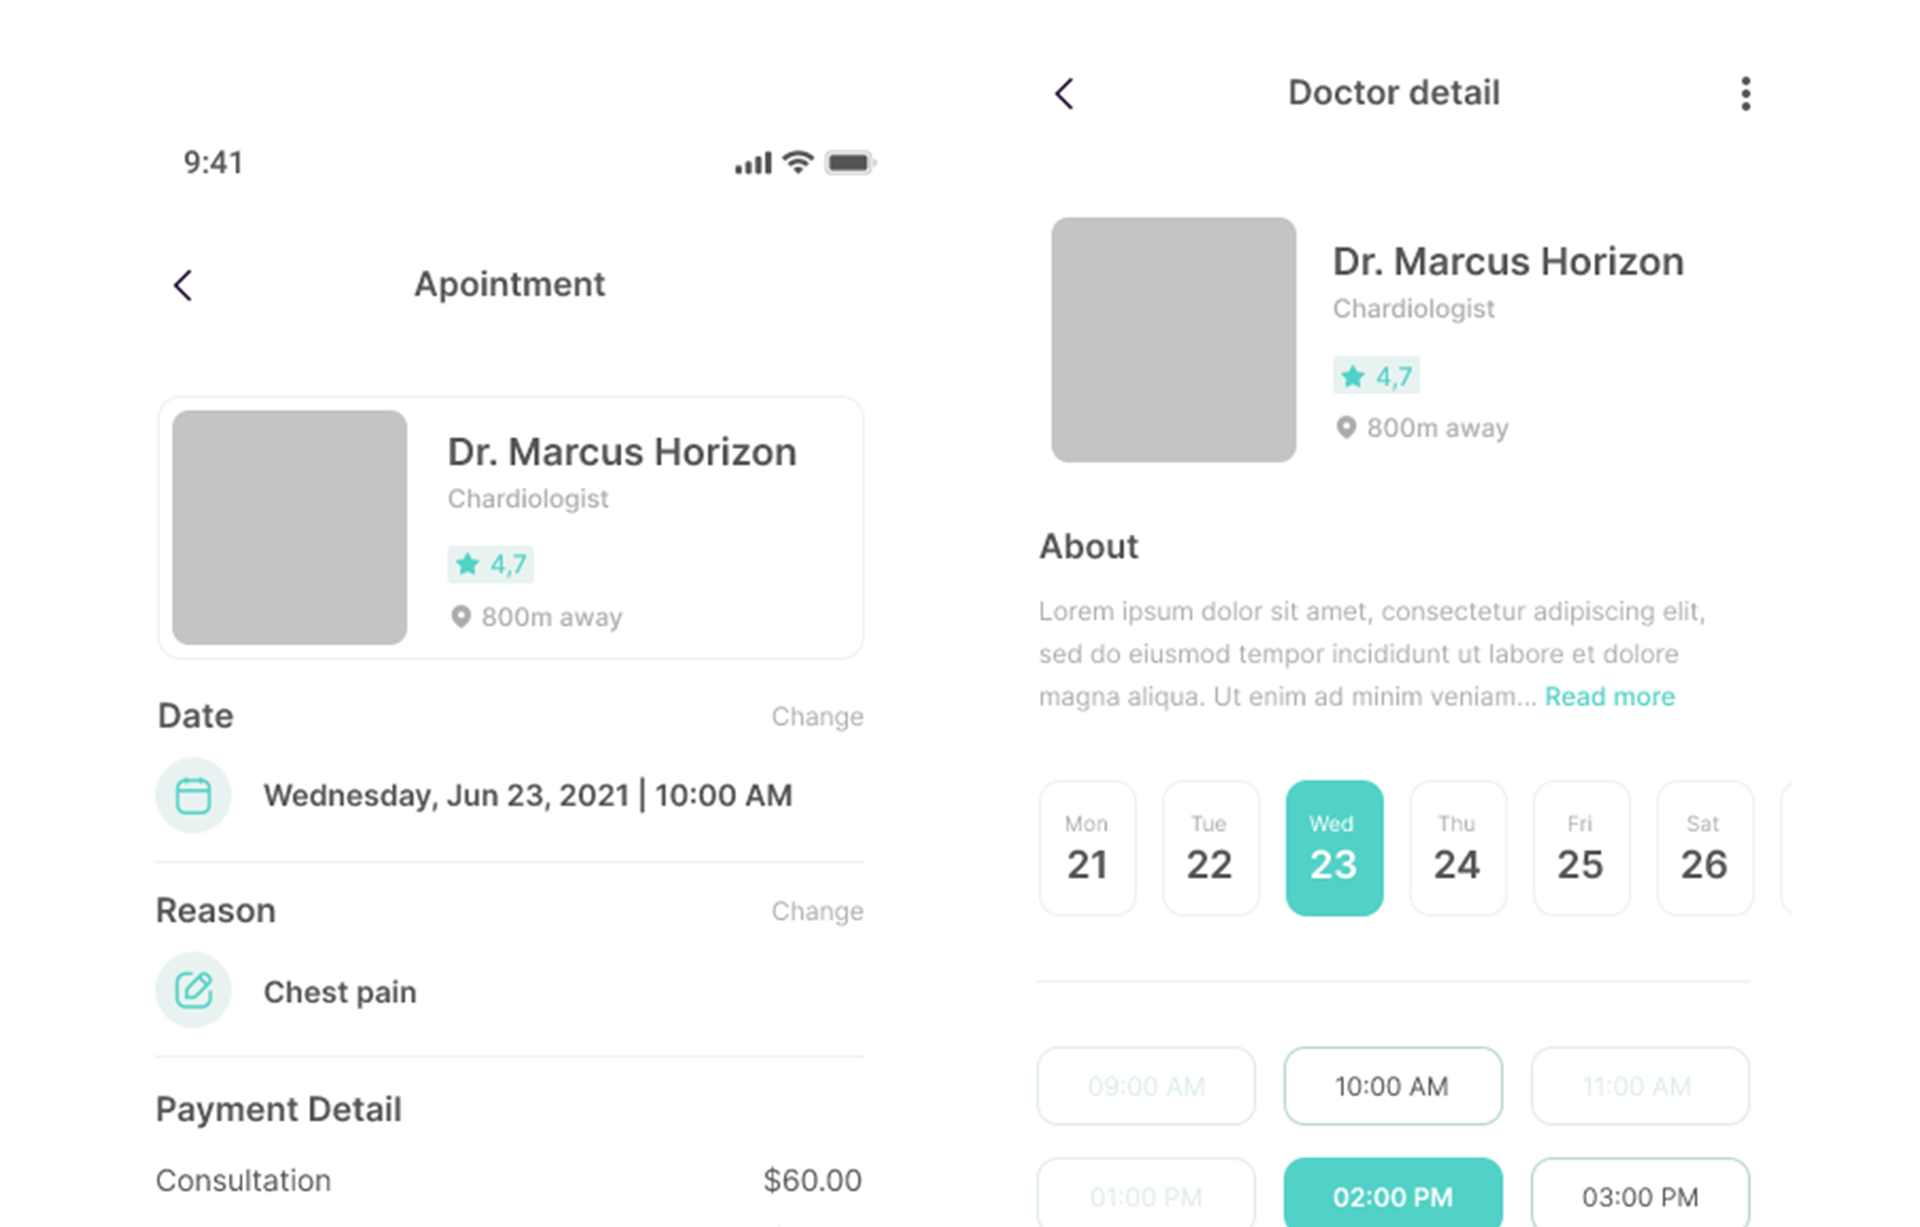 9:41
Apointment
Dr. Marcus Horizon
Chardiologist
4,7
800m away
Date
Change
Wednesday, Jun 23, 2021 | 10:00 AM
Reason
Change
Chest pain
Payment Detail
Consultation
$60.00
Doctor detail
Dr. Marcus Horizon
Chardiologist
4,7
800m away
About
Lorem ipsum dolor sit amet, consectetur adipiscing elit,
sed do eiusmod tempor incididunt ut labore et dolore
magna aliqua. Ut enim ad minim veniam... Read more
Mon Tue Wed Thu Fri Sat
21 22 23 24 25 26
09:00 AM 10:00 AM 11:00 AM
01:00 PM 02:00 PM 03:00 PM